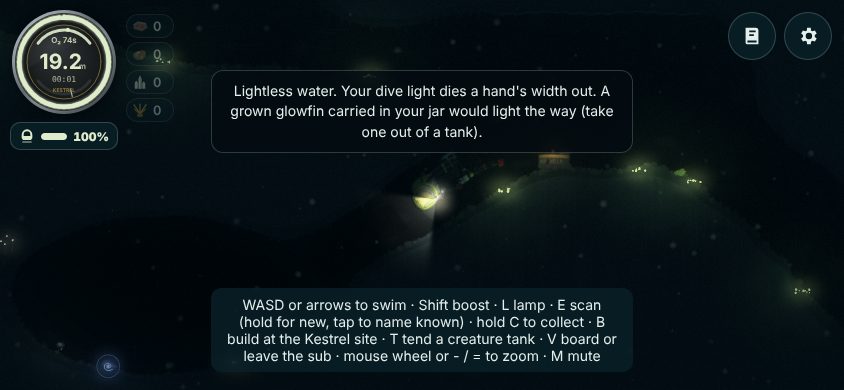 O₂ 74s
19.2m
00:01
KESTREL
0
0
0
0
100%
Lightless water. Your dive light dies a hand's width out. A
grown glowfin carried in your jar would light the way (take
one out of a tank).
WASD or arrows to swim · Shift boost · L lamp · E scan
(hold for new, tap to name known) · hold C to collect · B
build at the Kestrel site · T tend a creature tank · V board or
leave the sub · mouse wheel or - / = to zoom · M mute